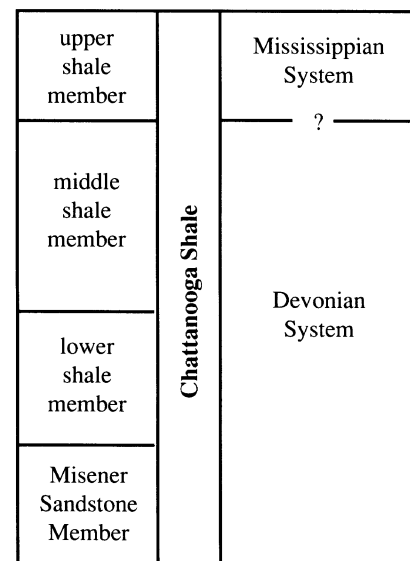 upper
shale
member
middle
shale
member
lower
shale
member
Misener
Sandstone
Member
Chattanooga Shale
Mississippian
System
?
Devonian
System